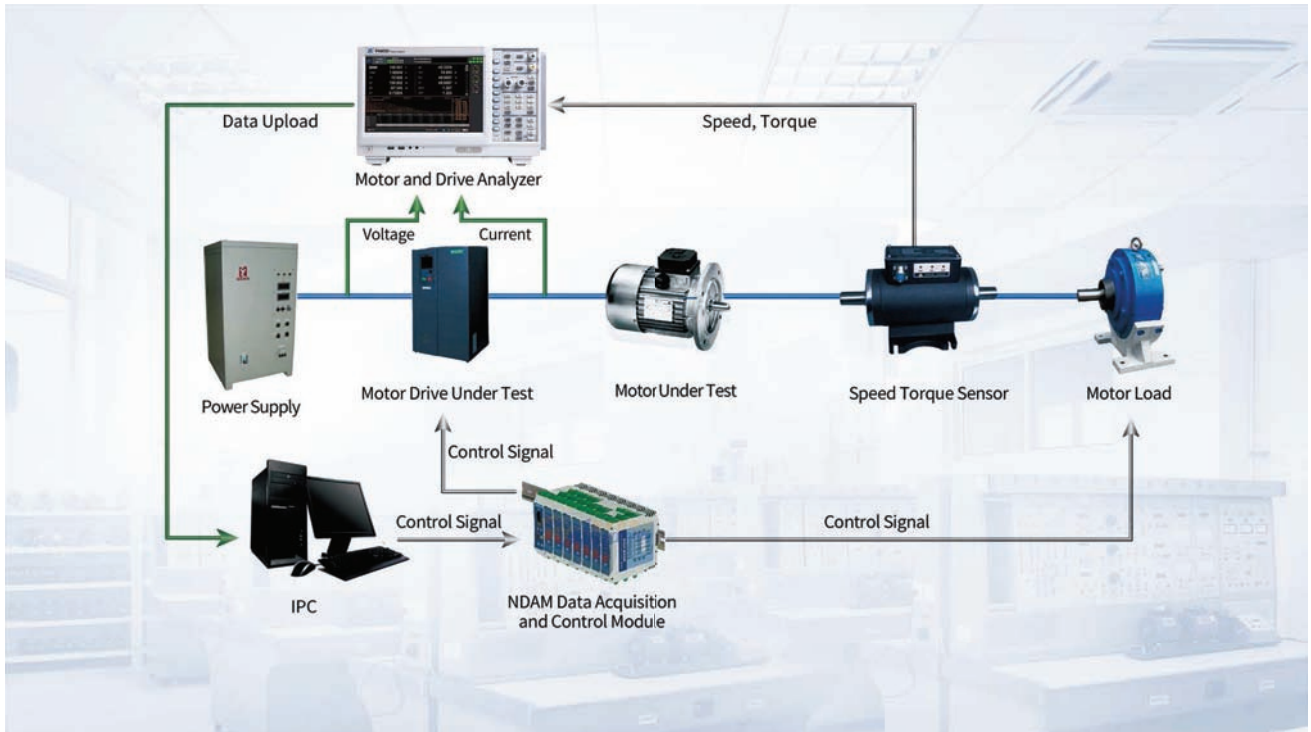 Data Upload
Speed, Torque
Motor and Drive Analyzer
Voltage
Current
Power Supply
Motor Drive Under Test
Motor Under Test
Speed Torque Sensor
Motor Load
Control Signal
Control Signal
Control Signal
IPC
NDAM Data Acquisition
and Control Module